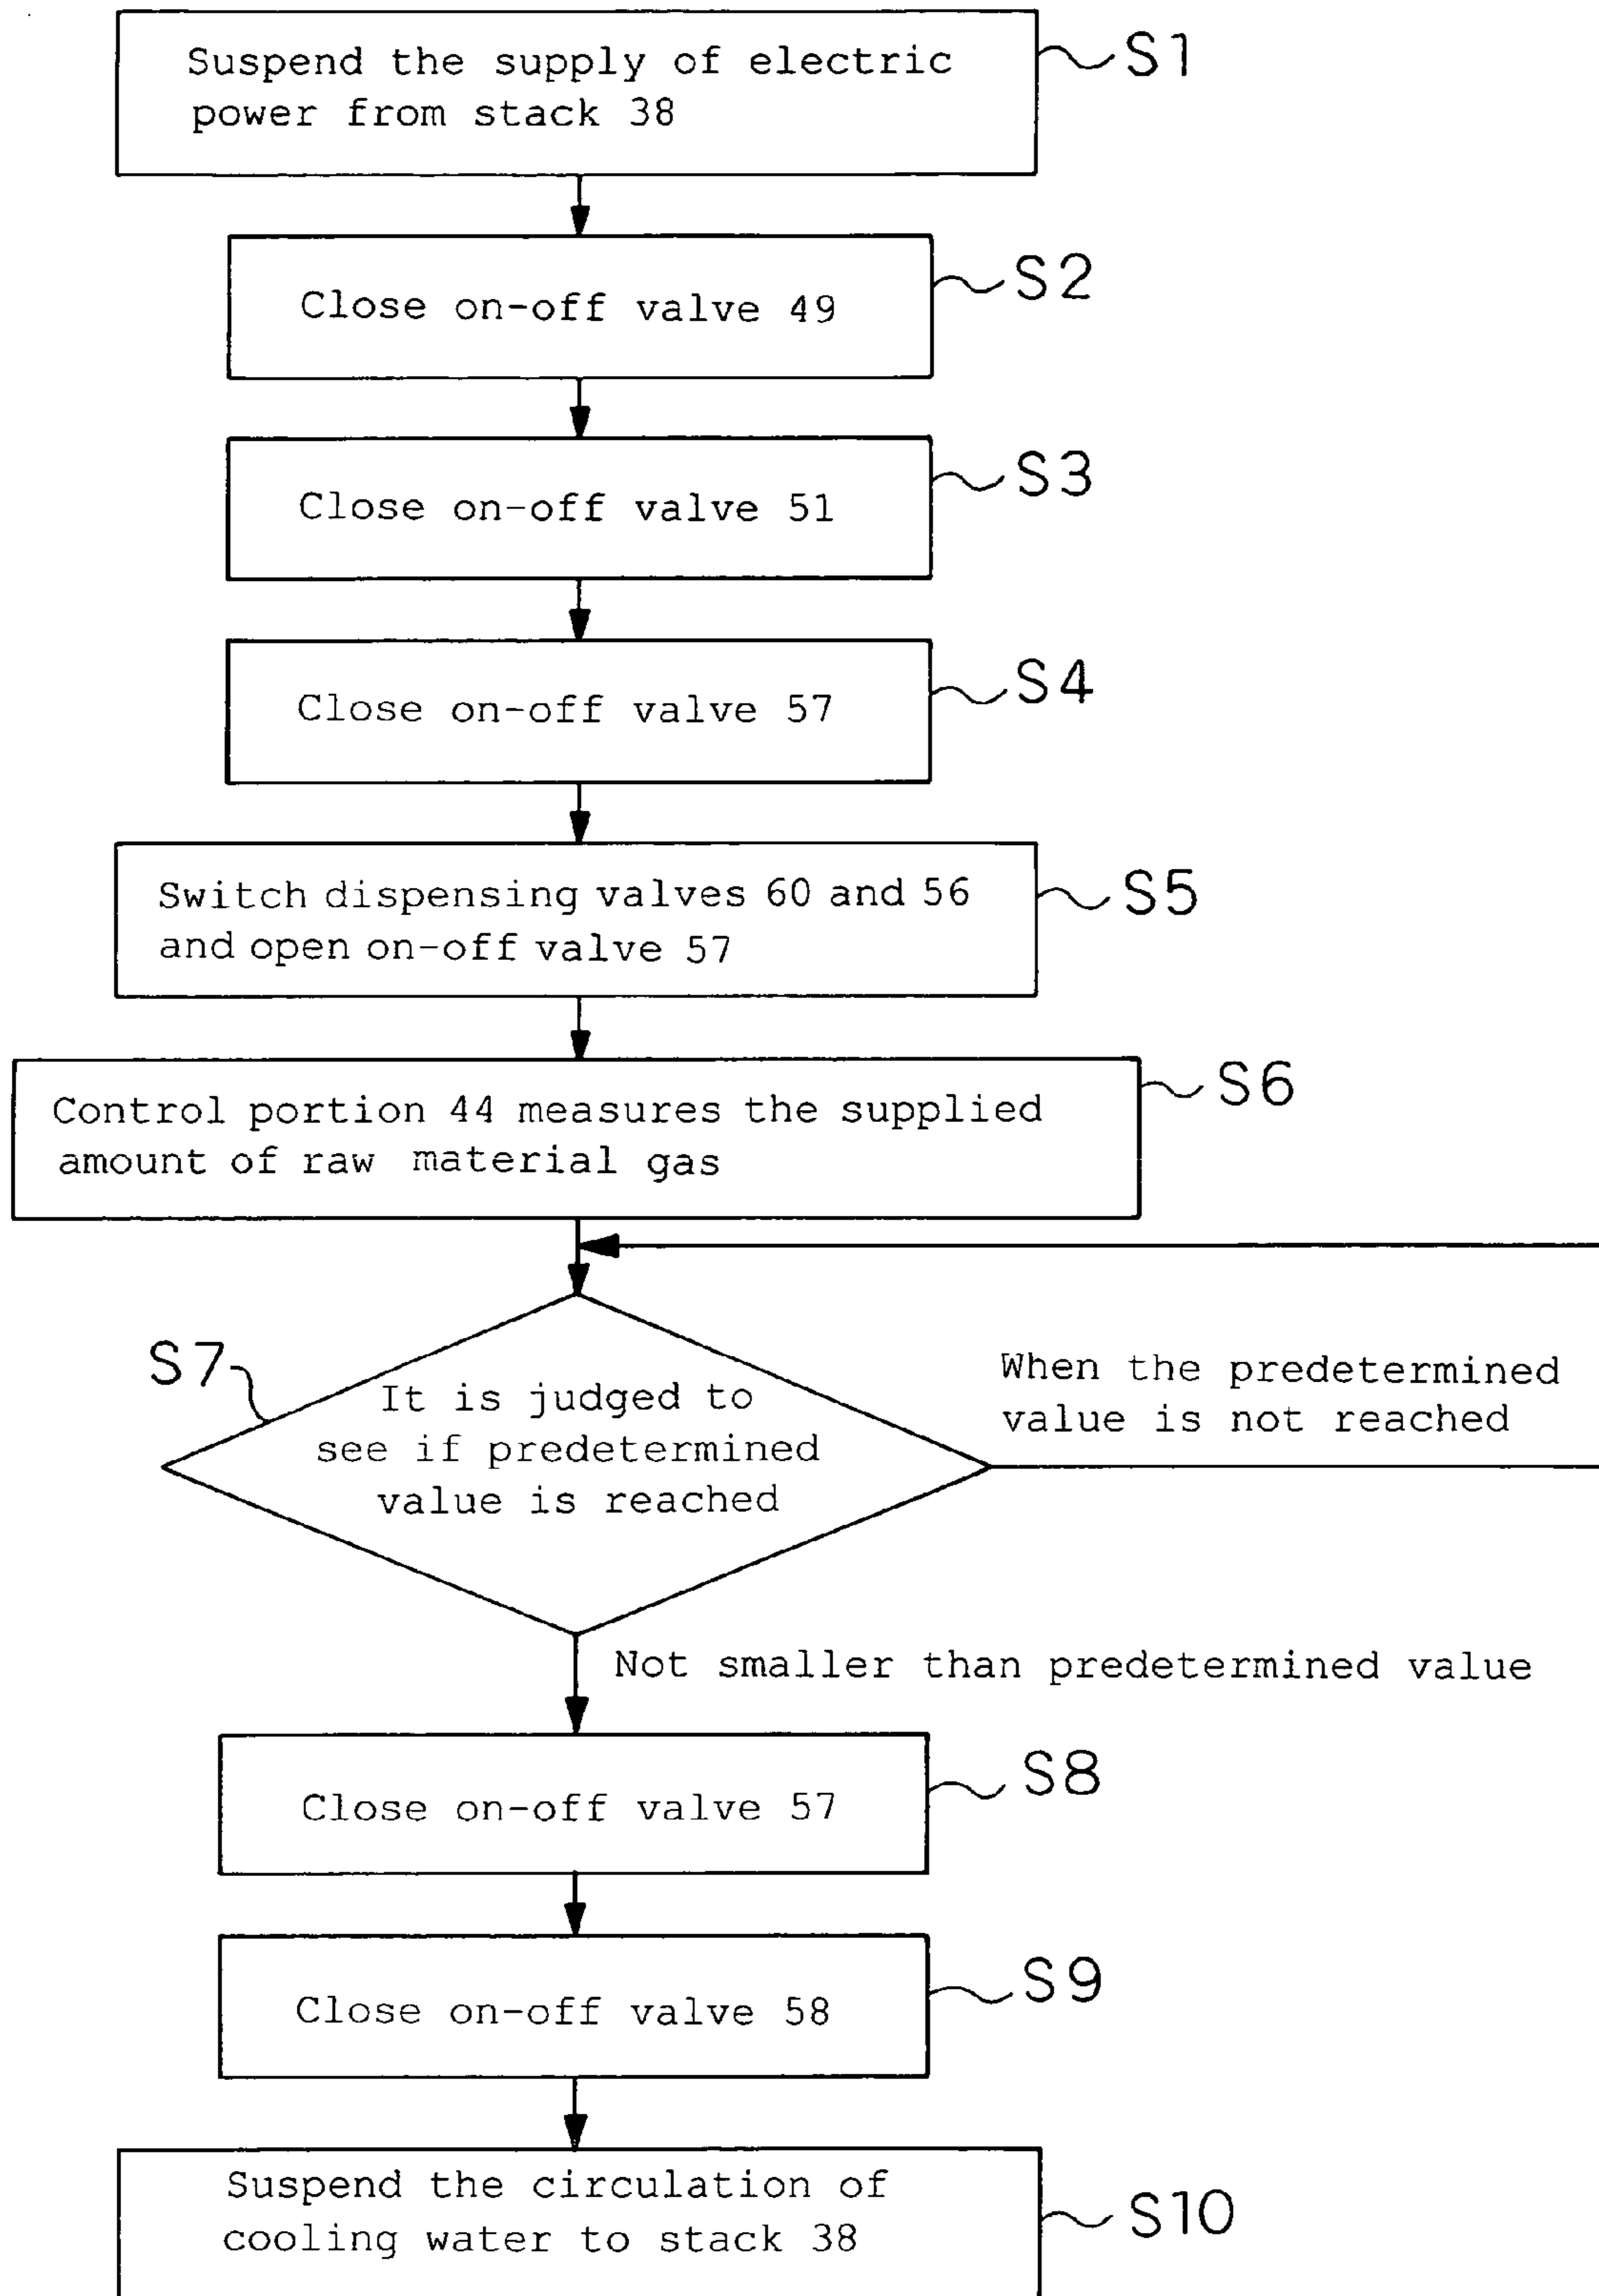 Suspend the supply of electric
power from stack 38
S1
Close on-off valve 49
S2
Close on-off valve 51
S3
Close on-off valve 57
S4
Switch dispensing valves 60 and 56
and open on-off valve 57
S5
Control portion 44 measures the supplied
amount of raw material gas
S6
S7
It is judged to
see if predetermined
value is reached
When the predetermined
value is not reached
Not smaller than predetermined value
Close on-off valve 57
S8
Close on-off valve 58
S9
Suspend the circulation of
cooling water to stack 38
S10